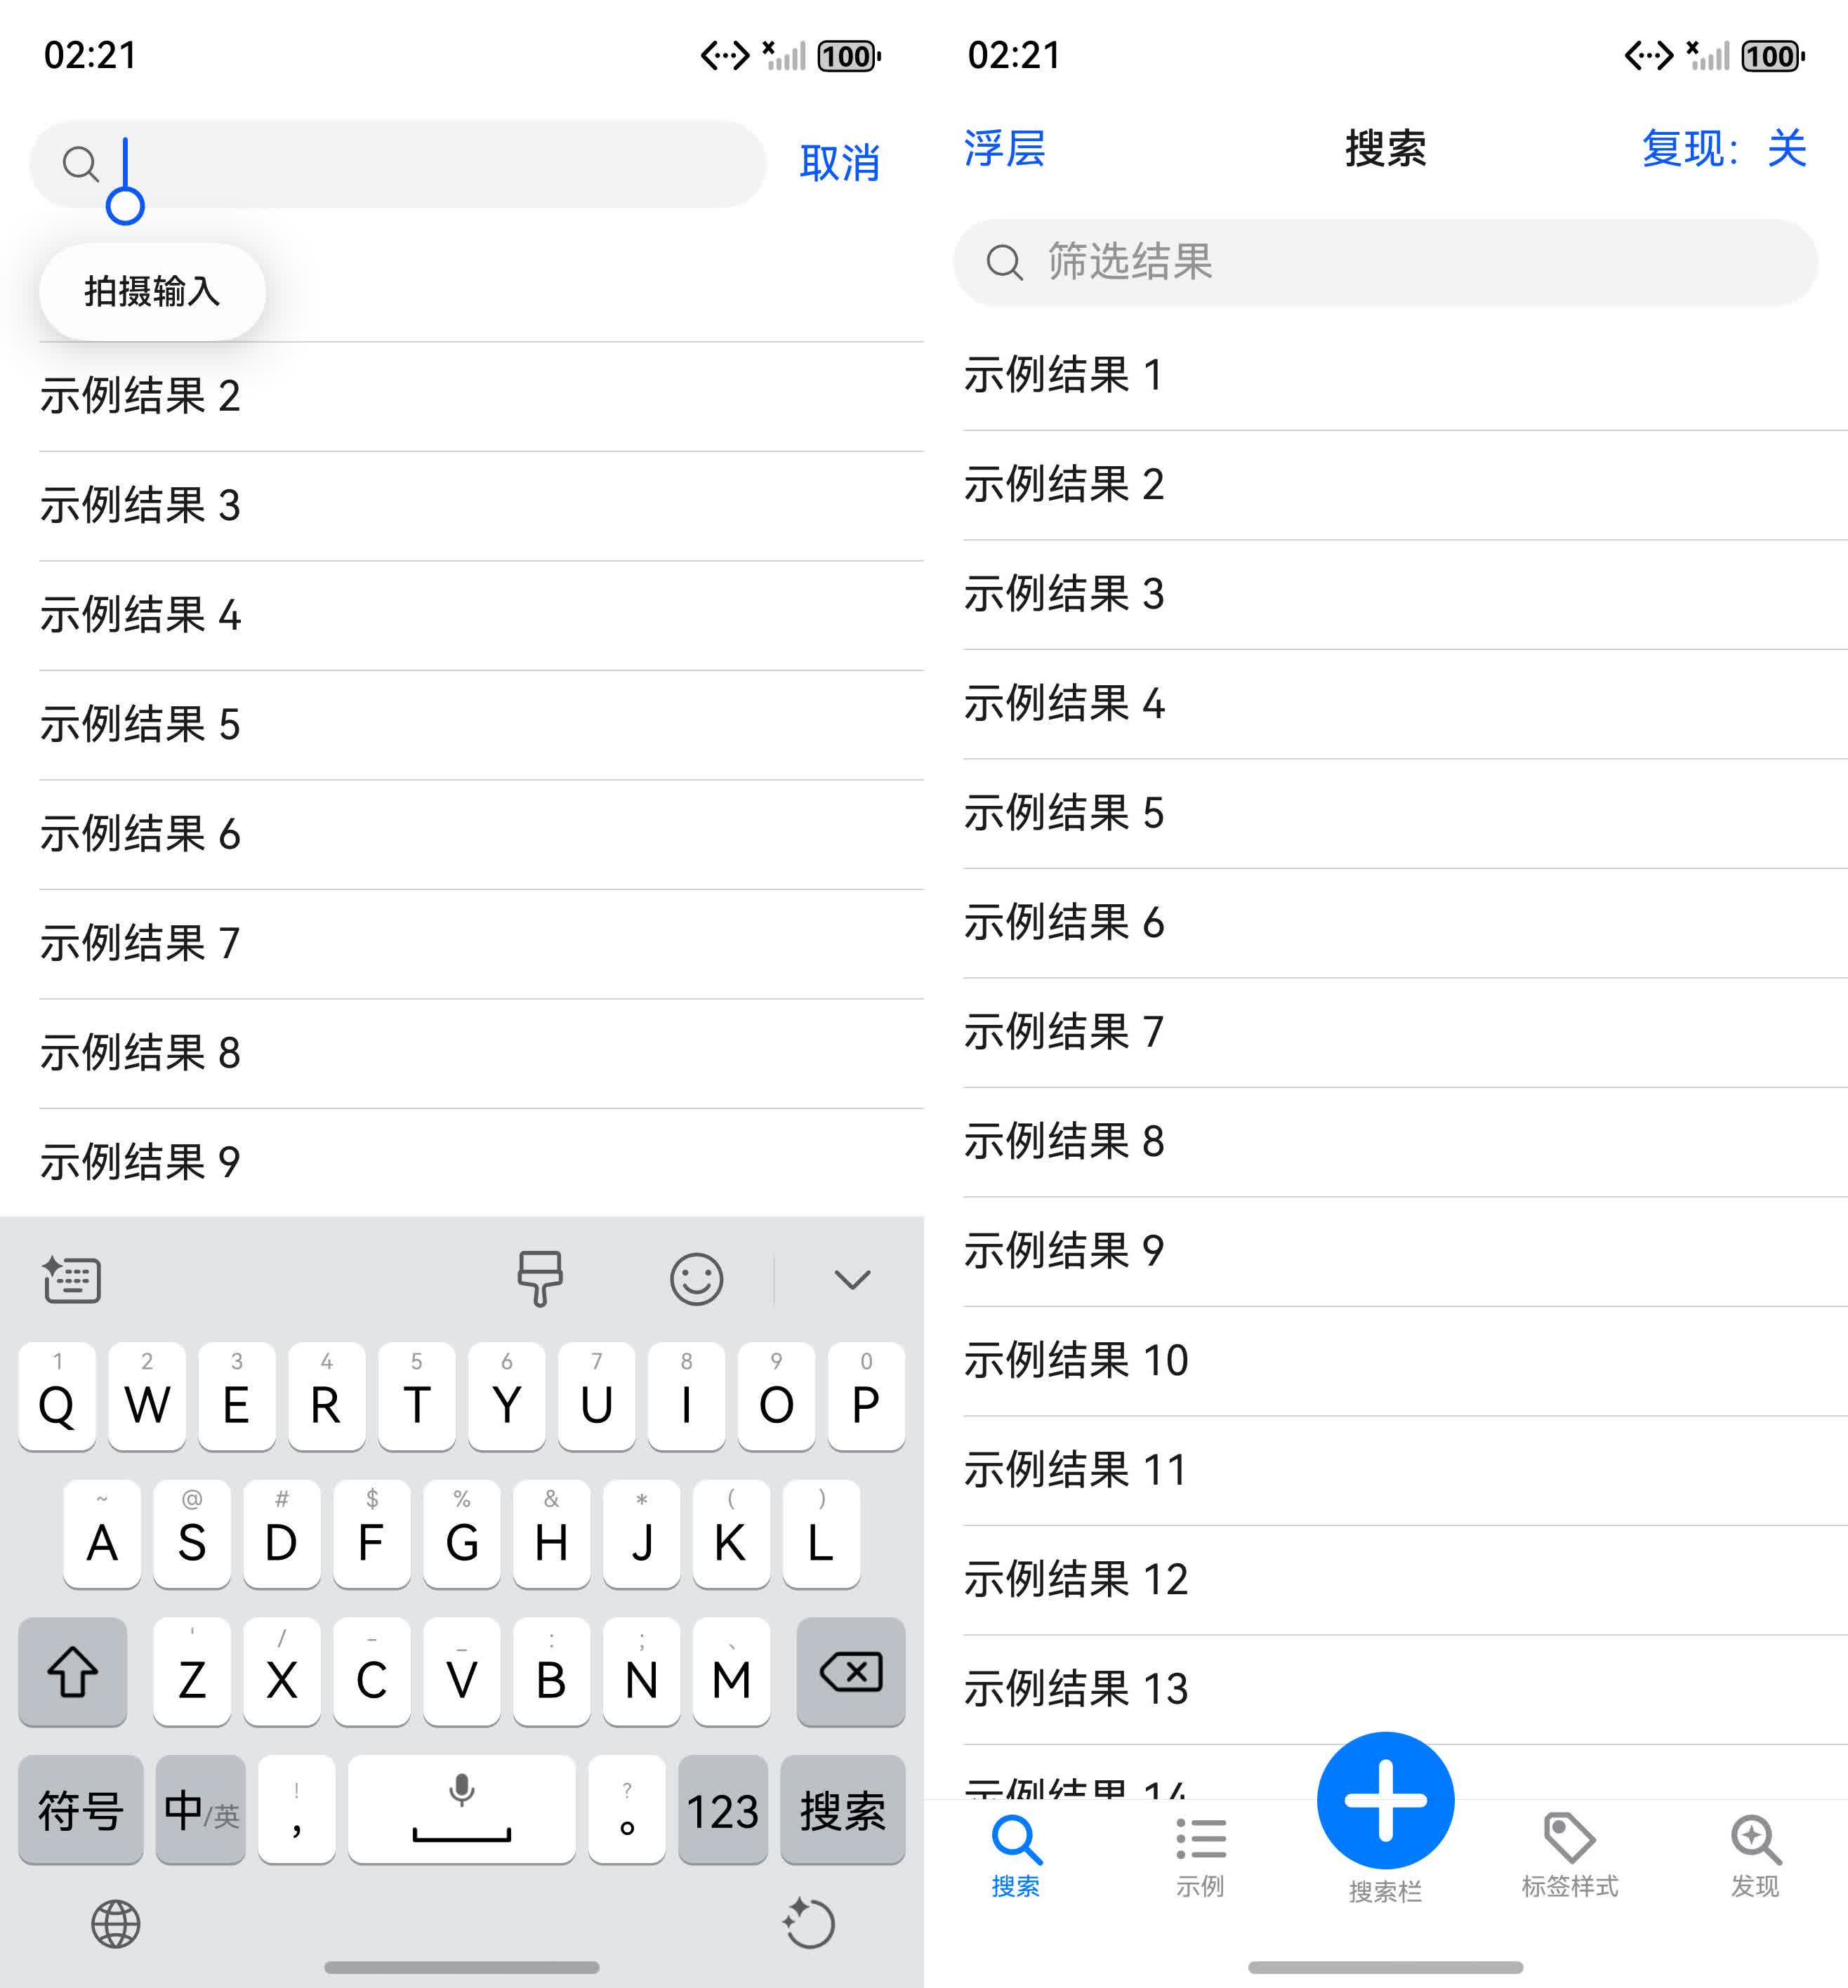 02:21
100
取消
拍摄输入
示例结果 2
示例结果 3
示例结果 4
示例结果 5
示例结果 6
示例结果 7
示例结果 8
示例结果 9
1 2 3 4 5 6 7 8 9 0
Q W E R T Y U I O P
~ @ # $ % & * ( )
A S D F G H J K L
' / - _ : ; 、
Z X C V B N M
! ?
符号 中/英 , 。 123 搜索
02:21
100
浮层 搜索 复现：关
筛选结果
示例结果 1
示例结果 2
示例结果 3
示例结果 4
示例结果 5
示例结果 6
示例结果 7
示例结果 8
示例结果 9
示例结果 10
示例结果 11
示例结果 12
示例结果 13
示例结果 14
搜索 示例 搜索栏 标签样式 发现